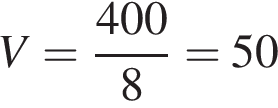 V = 400/8 = 50